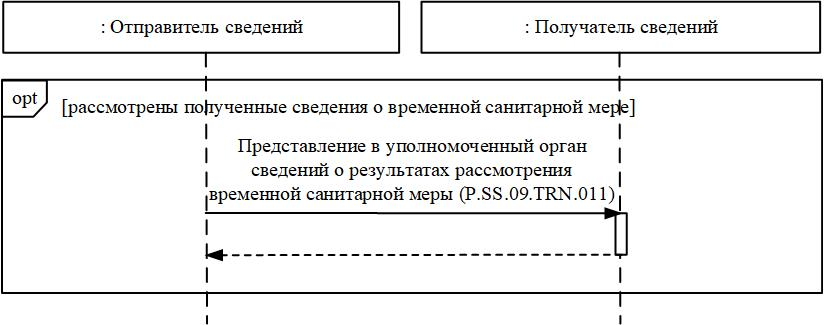 : Отправитель сведений
: Получатель сведений
opt
[рассмотрены полученные сведения о временной санитарной мере]
Представление в уполномоченный орган
сведений о результатах рассмотрения
временной санитарной меры (P.SS.09.TRN.011)